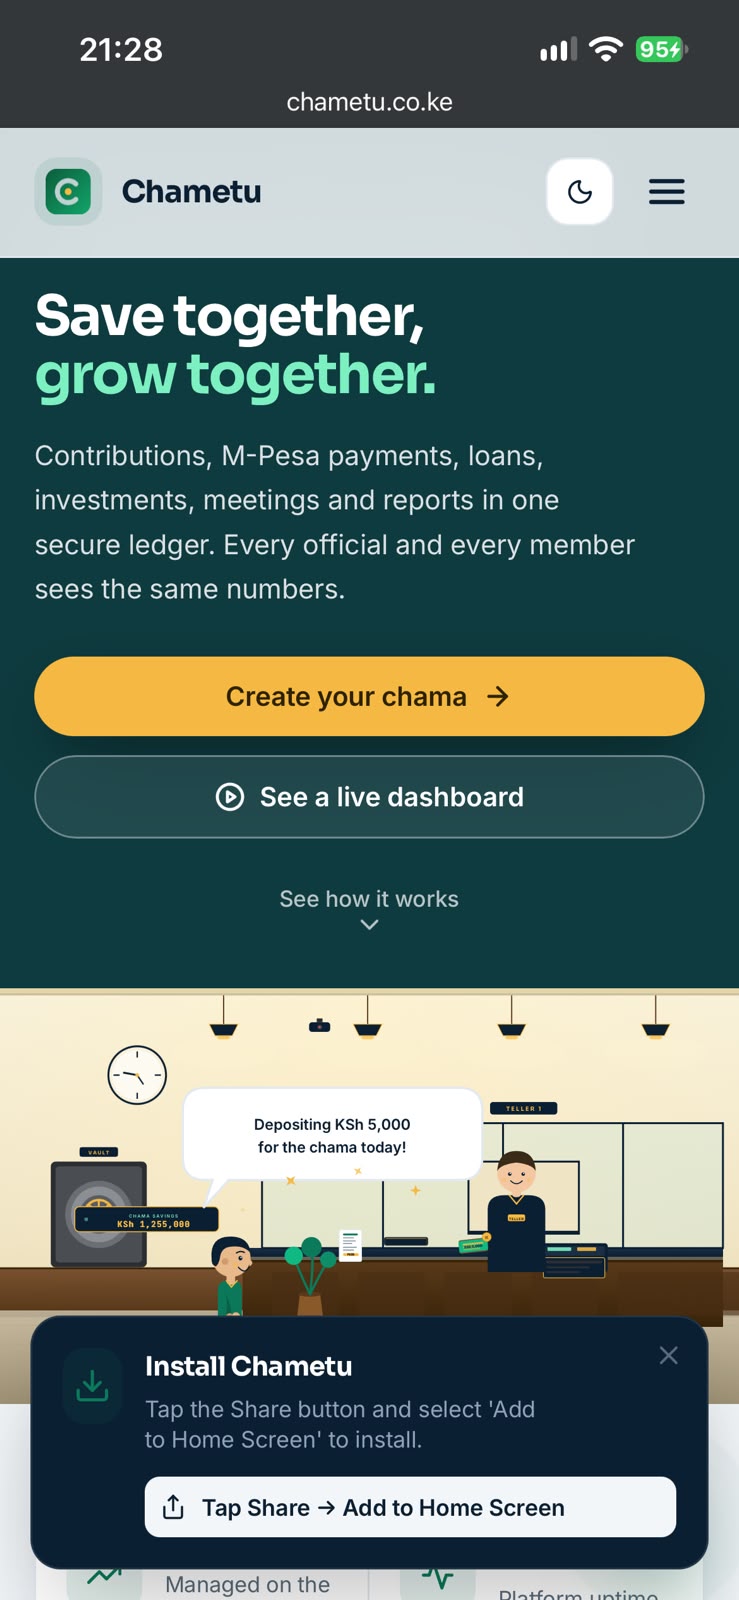 21:28
95
chametu.co.ke
Chametu
Save together,
grow together.
Contributions, M-Pesa payments, loans,
investments, meetings and reports in one
secure ledger. Every official and every member
sees the same numbers.
Create your chama →
See a live dashboard
See how it works
Depositing KSh 5,000
for the chama today!
TELLER 1
VAULT
CHAMA SAVINGS
KSh 1,255,000
TELLER
Install Chametu
Tap the Share button and select 'Add
to Home Screen' to install.
Tap Share → Add to Home Screen
Managed on the
Platform uptime